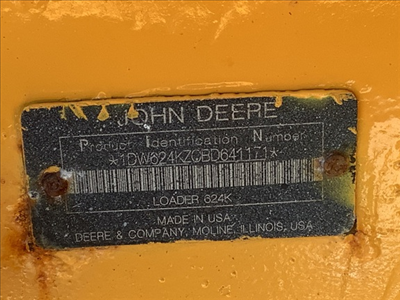 JOHN DEERE
Product Identification Number
*1DW624KZCBD641171*
LOADER 624K
MADE IN USA
DEERE & COMPANY, MOLINE, ILLINOIS, USA